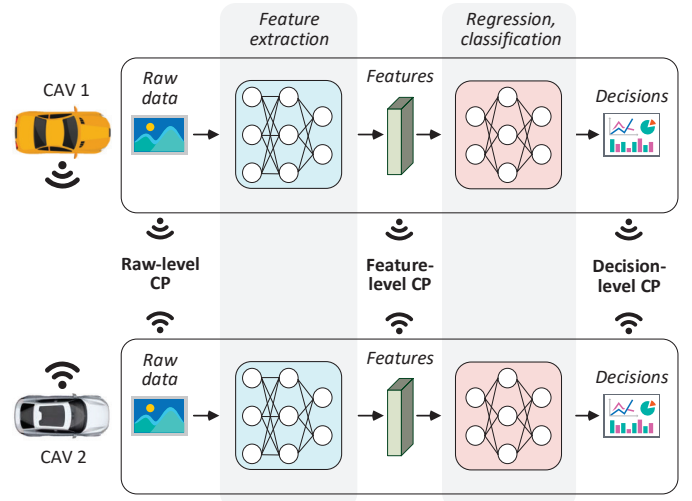 Feature
extraction
Regression,
classification
CAV 1
Raw
data
Features
Decisions
Raw-level
CP
Feature-
level CP
Decision-
level CP
Raw
data
Features
Decisions
CAV 2